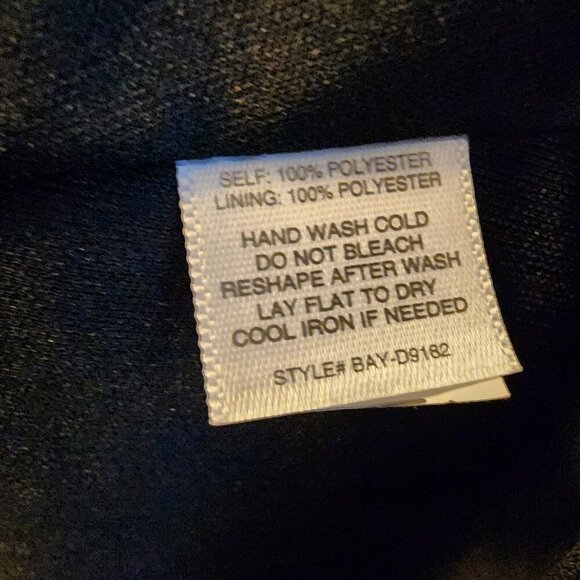 SELF: 100% POLYESTER
LINING: 100% POLYESTER
HAND WASH COLD
DO NOT BLEACH
RESHAPE AFTER WASH
LAY FLAT TO DRY
COOL IRON IF NEEDED
STYLE# BAY-D9182